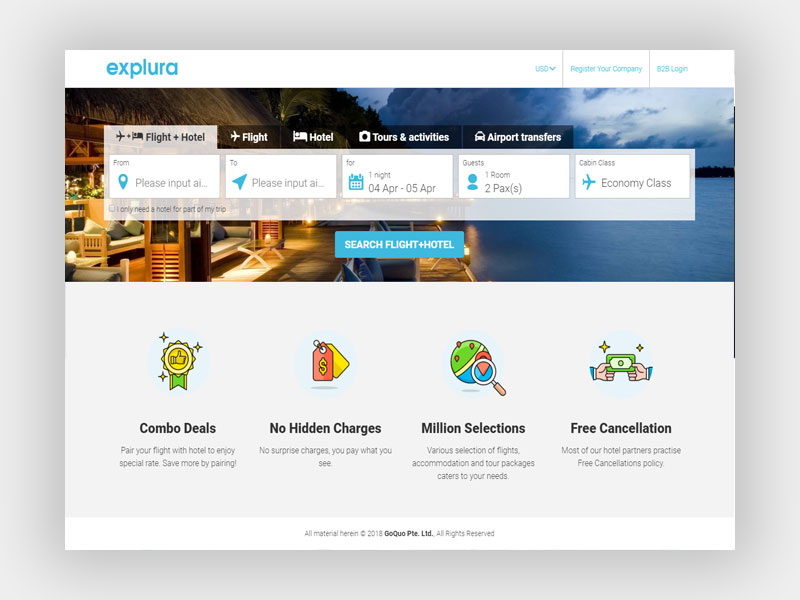 explura
USD
Register Your Company
B2B Login
Flight + Hotel
Flight
Hotel
Tours & activities
Airport transfers
From
Please input ai...
To
Please input ai...
for
1 night
04 Apr - 05 Apr
Guests
1 Room
2 Pax(s)
Cabin Class
Economy Class
I only need a hotel for part of my trip
SEARCH FLIGHT+HOTEL
Combo Deals
Pair your flight with hotel to enjoy
special rate. Save more by pairing!
No Hidden Charges
No surprise charges, you pay what you
see.
Million Selections
Various selection of flights,
accommodation and tour packages
caters to your needs.
Free Cancellation
Most of our hotel partners practise
Free Cancellations policy.
All material herein © 2018 GoQuo Pte. Ltd., All Rights Reserved